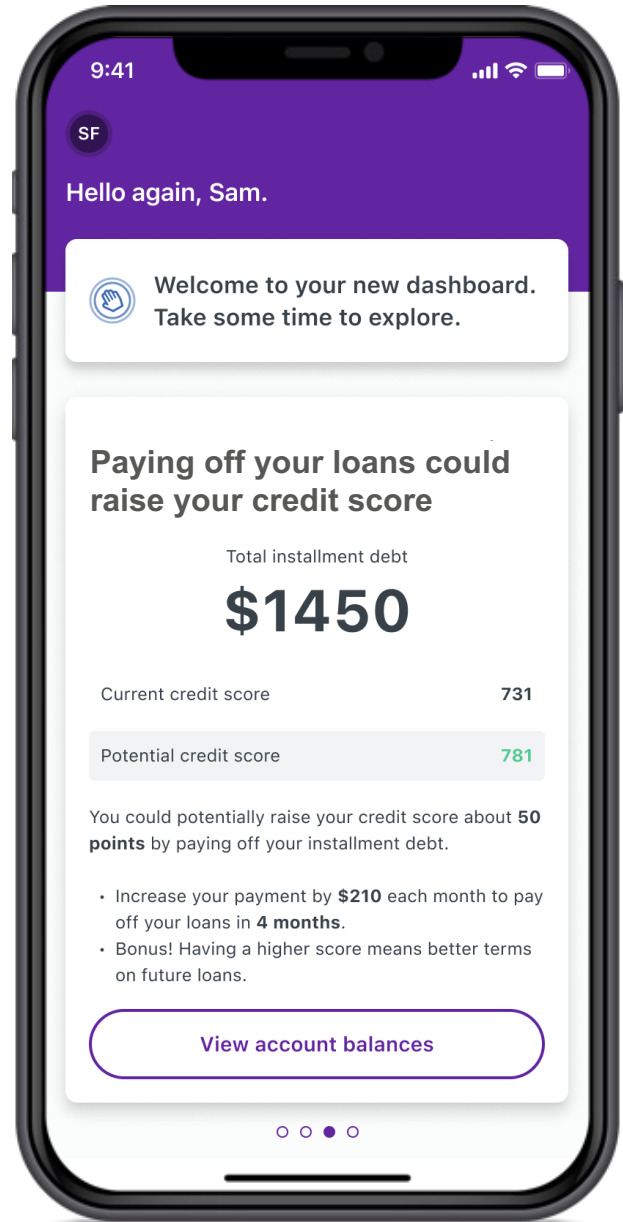 9:41
SF
Hello again, Sam.
Welcome to your new dashboard.
Take some time to explore.
Paying off your loans could
raise your credit score
Total installment debt
$1450
Current credit score 731
Potential credit score 781
You could potentially raise your credit score about 50
points by paying off your installment debt.
• Increase your payment by $210 each month to pay
off your loans in 4 months.
• Bonus! Having a higher score means better terms
on future loans.
View account balances